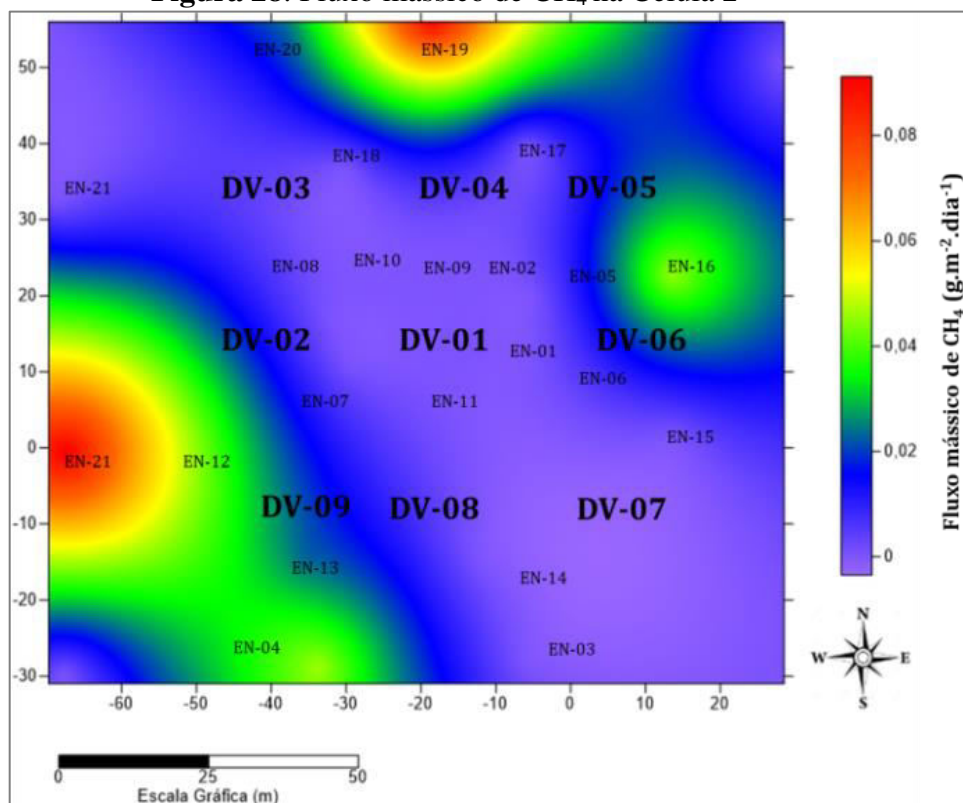 Figura 28: Fluxo mássico de CH₄ na Célula 2
EN-20
EN-19
50
40
EN-18
EN-17
EN-21
DV-03
DV-04
DV-05
30
EN-08
EN-10
EN-09
EN-02
EN-05
EN-16
20
DV-02
DV-01
DV-06
EN-01
10
EN-06
EN-07
EN-11
EN-15
0
EN-21
EN-12
DV-09
DV-08
DV-07
-10
EN-13
EN-14
-20
EN-04
EN-03
-30
-60
-50
-40
-30
-20
-10
0
10
20
0,08
0,06
0,04
0,02
0
Fluxo mássico de CH₄ (g.m⁻².dia⁻¹)
N
W
E
S
0
25
50
Escala Gráfica (m)